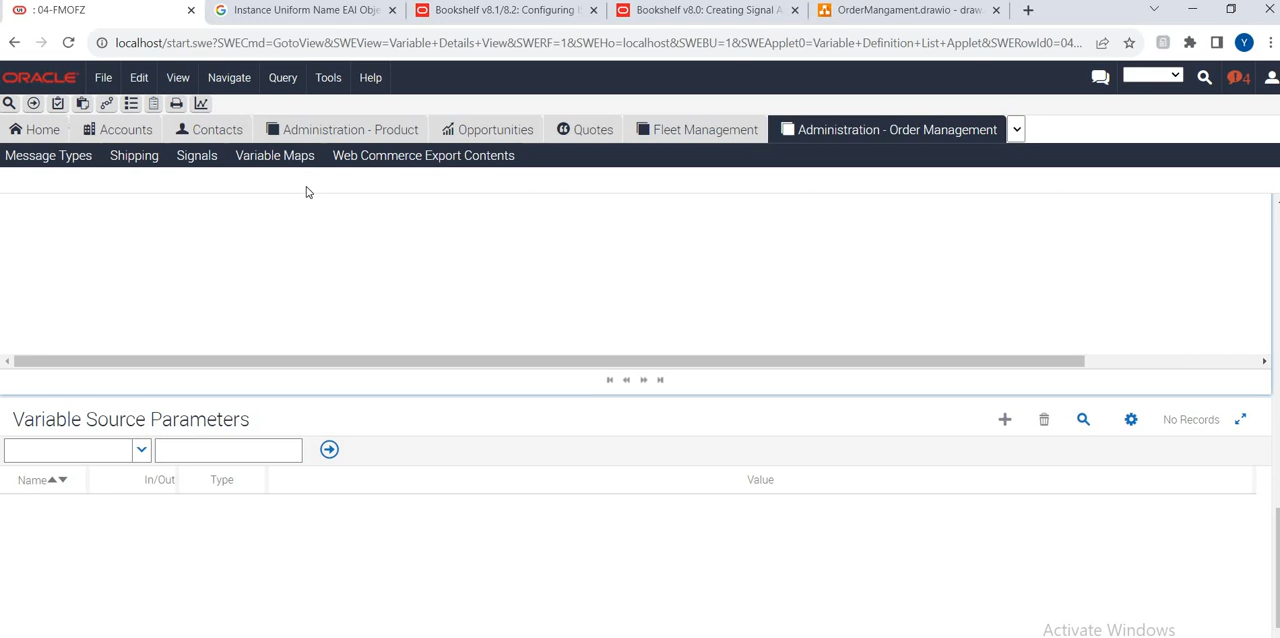 : 04-FMOFZ
Instance Uniform Name EAI Obje
Bookshelf v8.1/8.2: Configuring
Bookshelf v8.0: Creating Signal A
OrderMangament.drawio - draw.
localhost/start.swe?SWECmd=GotoView&SWEView=Variable+Details+View&SWERF=1&SWEHo=localhost&SWEBU=1&SWEApplet0=Variable+Definition+List+Applet&SWERowId0=04...
Y
ORACLE File Edit View Navigate Query Tools Help
4
Home Accounts Contacts Administration - Product Opportunities Quotes Fleet Management Administration - Order Management
Message Types Shipping Signals Variable Maps Web Commerce Export Contents
Variable Source Parameters
No Records
Name In/Out Type Value
Activate Windows